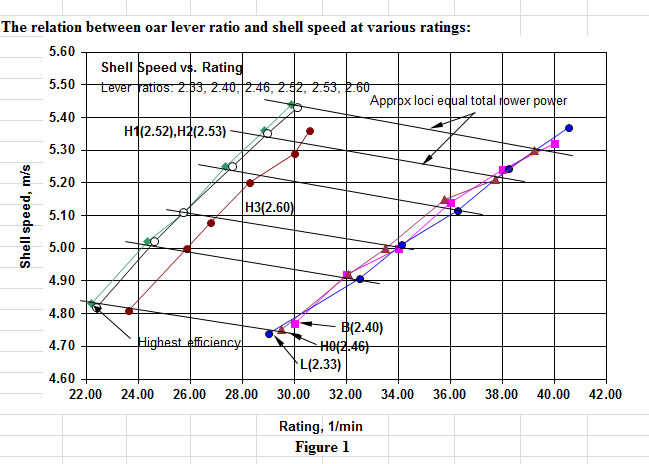 The relation between oar lever ratio and shell speed at various ratings:
5.60
Shell Speed vs. Rating
5.50
Lever ratios: 2.33, 2.40, 2.46, 2.52, 2.53, 2.60
Approx loci equal total rower power
5.40
H1(2.52),H2(2.53)
5.30
5.20
H3(2.60)
5.10
Shell speed, m/s
5.00
4.90
4.80
B(2.40)
Highest efficiency
H0(2.46)
4.70
L(2.33)
4.60
22.00 24.00 26.00 28.00 30.00 32.00 34.00 36.00 38.00 40.00 42.00
Rating, 1/min
Figure 1